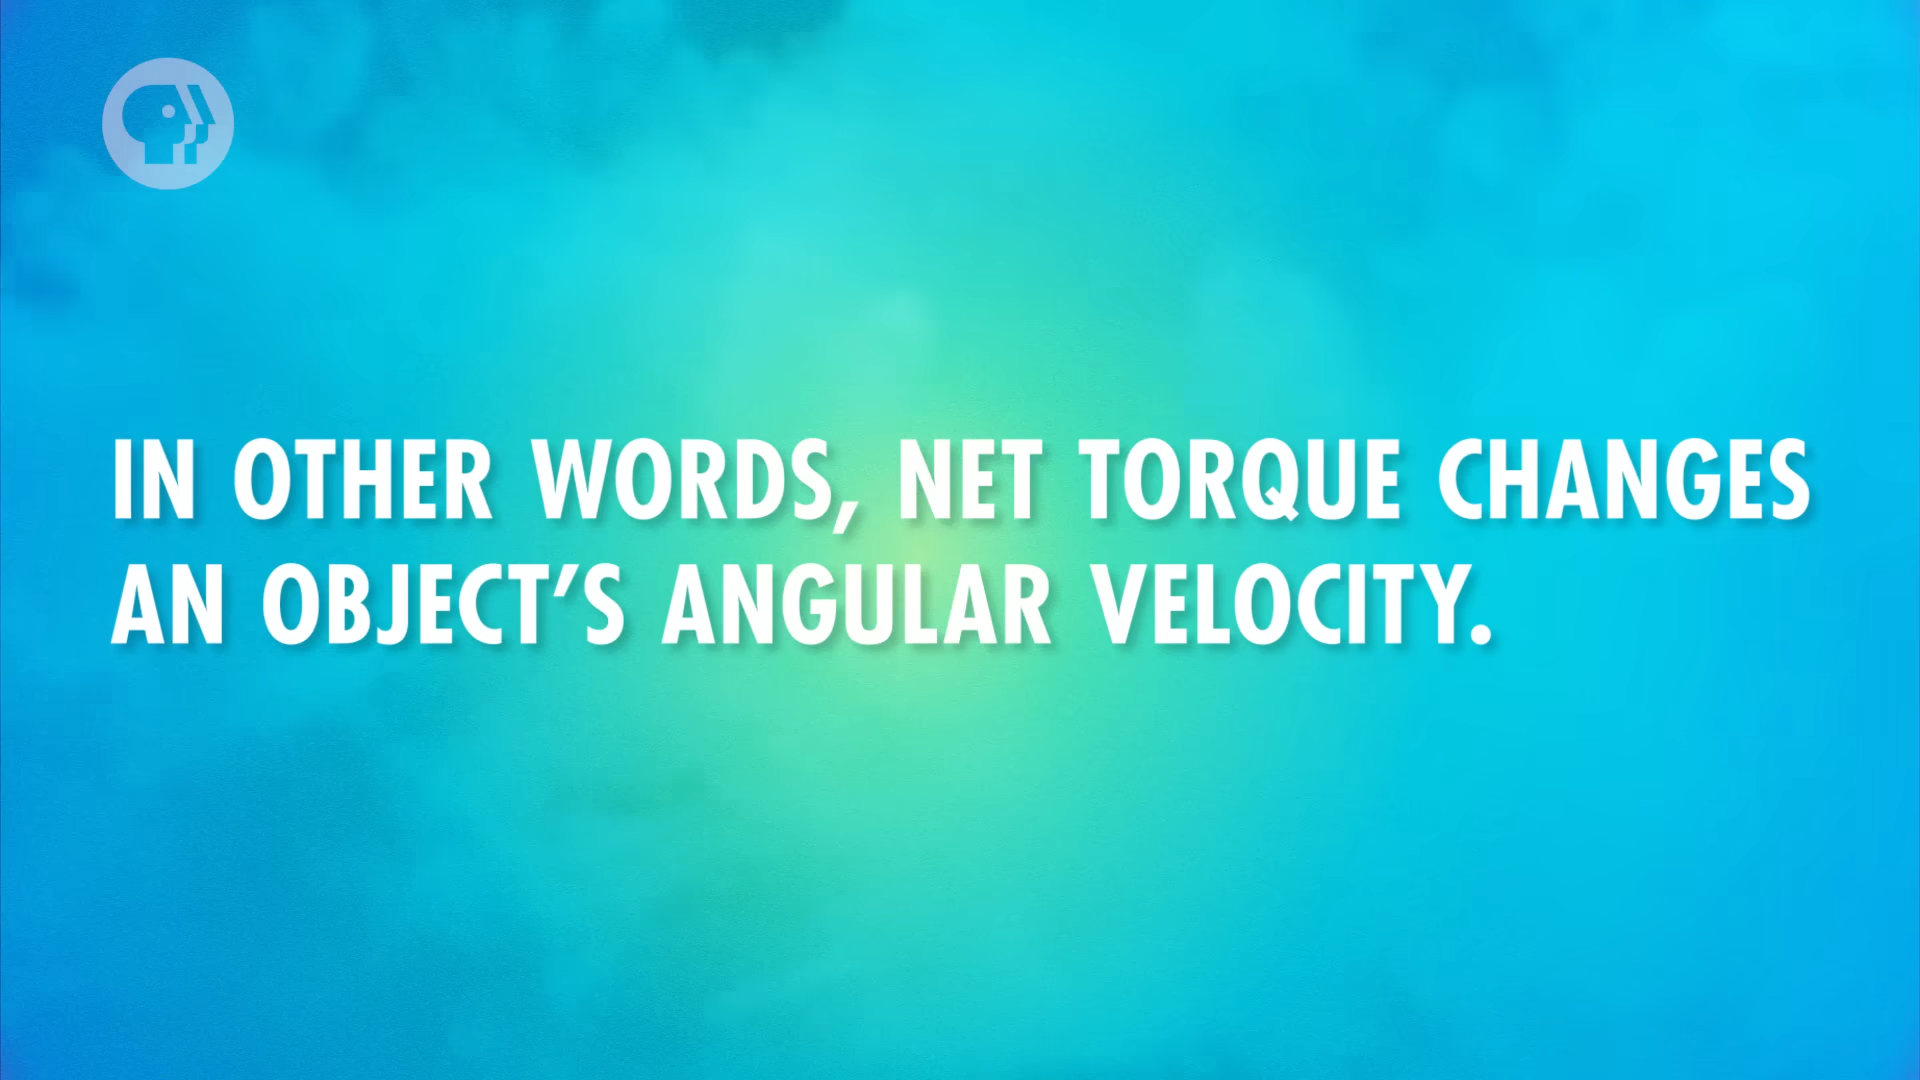 IN OTHER WORDS, NET TORQUE CHANGES
AN OBJECT’S ANGULAR VELOCITY.